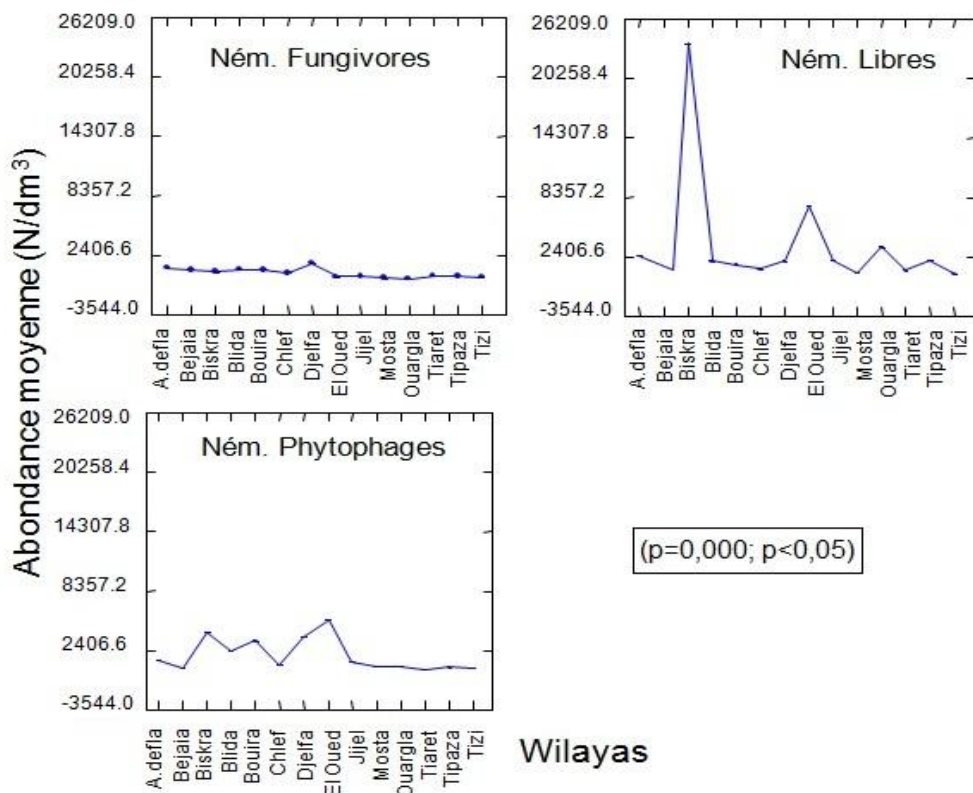 Abondance moyenne (N/dm³)
Ném. Fungivores
26209.0
20258.4
14307.8
8357.2
2406.6
-3544.0
A.defla
Bejaia
Biskra
Blida
Bouira
Chlef
Djelfa
El Oued
Jijel
Mosta
Ouargla
Tiaret
Tipaza
Tizi
Ném. Libres
26209.0
20258.4
14307.8
8357.2
2406.6
-3544.0
A.defla
Bejaia
Biskra
Blida
Bouira
Chlef
Djelfa
El Oued
Jijel
Mosta
Ouargla
Tiaret
Tipaza
Tizi
Ném. Phytophages
26209.0
20258.4
14307.8
8357.2
2406.6
-3544.0
A.defla
Bejaia
Biskra
Blida
Bouira
Chlef
Djelfa
El Oued
Jijel
Mosta
Ouargla
Tiaret
Tipaza
Tizi
(p=0,000; p<0,05)
Wilayas